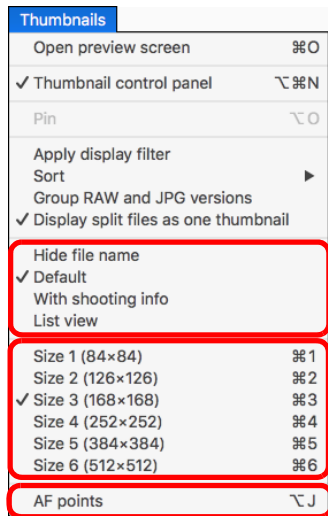 Thumbnails
Open preview screen ⌘O
✓ Thumbnail control panel ⌥⌘N
Pin ⌥O
Apply display filter
Sort ▶
Group RAW and JPG versions
✓ Display split files as one thumbnail
Hide file name
✓ Default
With shooting info
List view
Size 1 (84×84) ⌘1
Size 2 (126×126) ⌘2
✓ Size 3 (168×168) ⌘3
Size 4 (252×252) ⌘4
Size 5 (384×384) ⌘5
Size 6 (512×512) ⌘6
AF points ⌥J